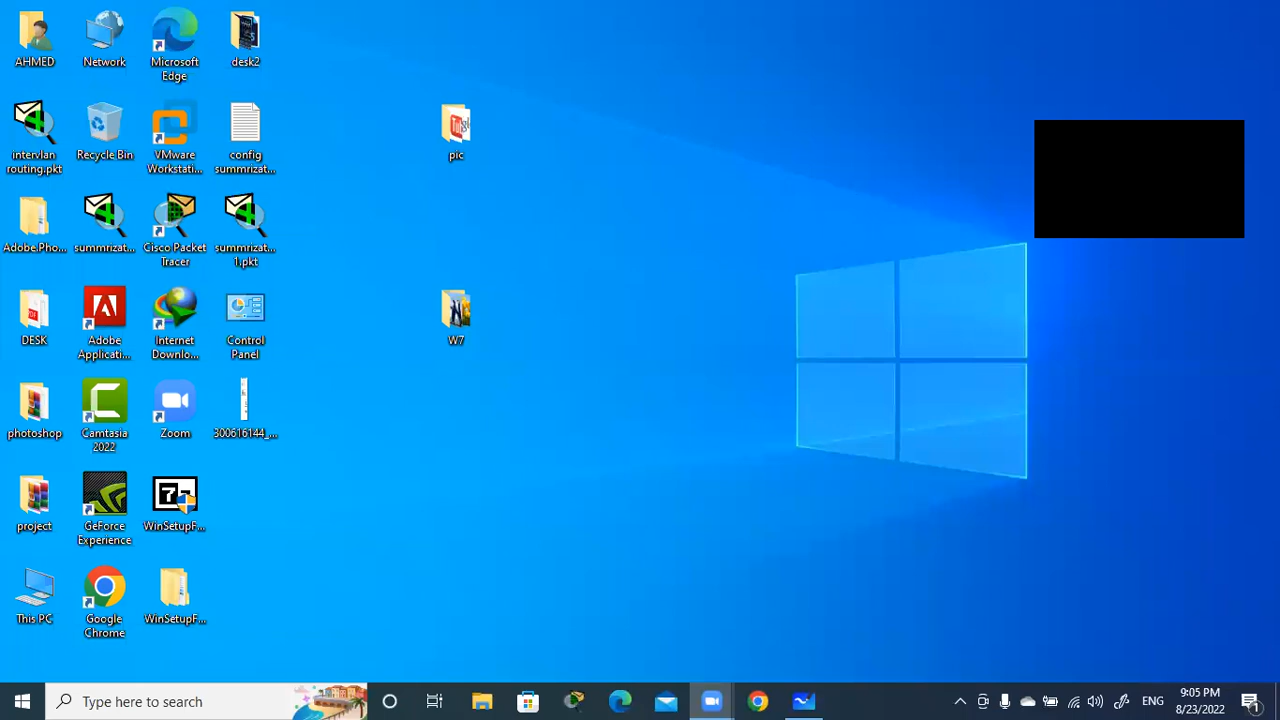 AHMED
Network
Microsoft
Edge
desk2
intervlan
routing.pkt
Recycle Bin
VMware
Workstati...
config
summrizat...
pic
Adobe.Pho...
summrizat...
Cisco Packet
Tracer
summrizat...
1.pkt
DESK
Adobe
Applicati...
Internet
Downlo...
Control
Panel
W7
photoshop
Camtasia
2022
Zoom
300616144_...
project
GeForce
Experience
WinSetupF...
This PC
Google
Chrome
WinSetupF...
Type here to search
ENG
9:05 PM
8/23/2022
1